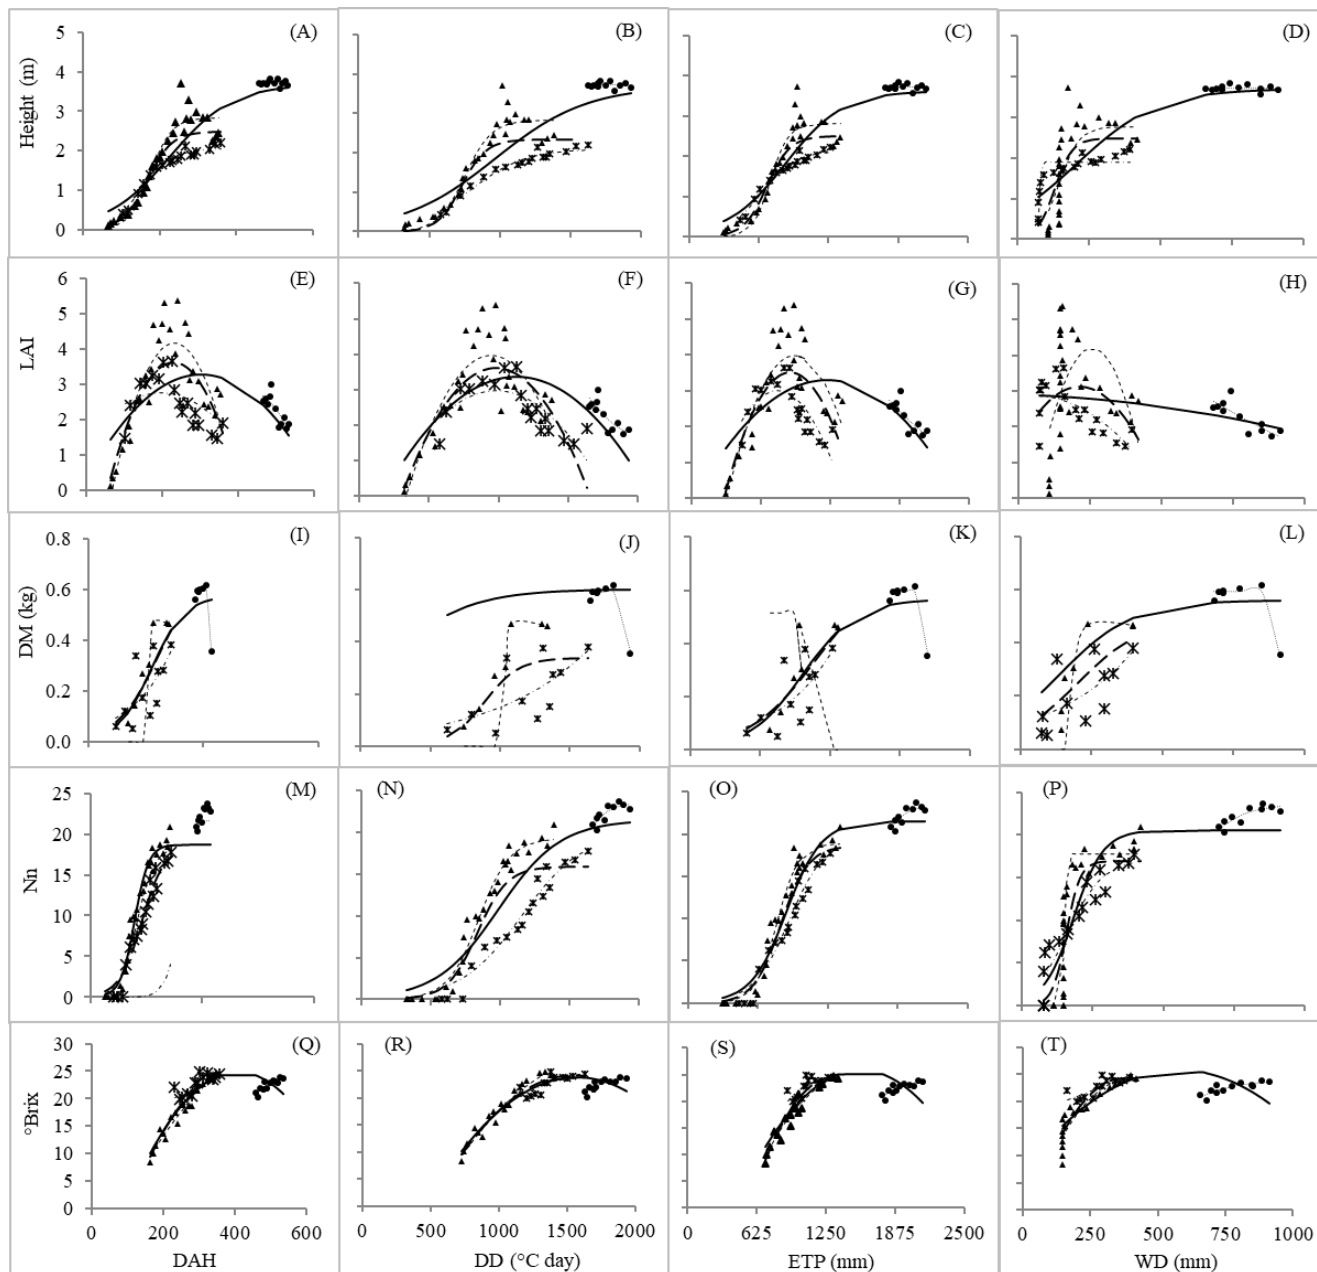 (A) (B) (C) (D)
Height (m)
5
4
3
2
1
0
(E) (F) (G) (H)
LAI
6
5
4
3
2
1
0
(I) (J) (K) (L)
DM (kg)
0.8
0.6
0.4
0.2
0.0
(M) (N) (O) (P)
Nn
25
20
15
10
5
0
(Q) (R) (S) (T)
°Brix
30
25
20
15
10
5
0
0 200 400 600 0 500 1000 1500 2000 0 625 1250 1875 2500 0 250 500 750 1000
DAH DD (°C day) ETP (mm) WD (mm)